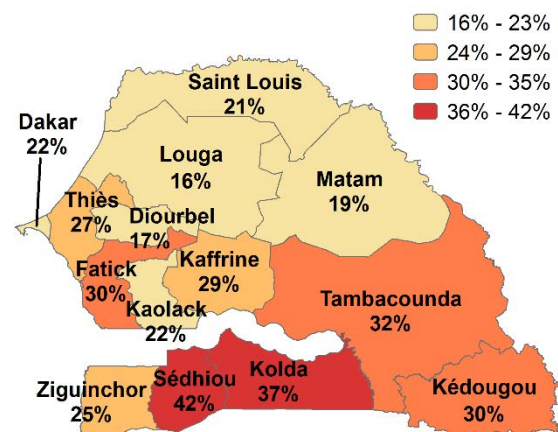 16% - 23%
24% - 29%
30% - 35%
36% - 42%
Saint Louis
21%
Dakar
22%
Louga
16%
Matam
19%
Thiès
27%
Diourbel
17%
Fatick
30%
Kaffrine
29%
Kaolack
22%
Tambacounda
32%
Ziguinchor
25%
Sédhiou
42%
Kolda
37%
Kédougou
30%